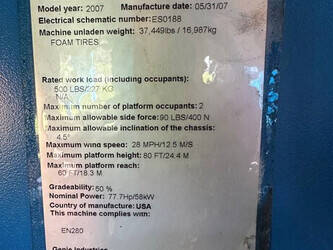 Model year: 2007 Manufacture date: 05/31/07
Electrical schematic number: ES0188
Machine unladen weight: 37,449lbs / 16,987kg
FOAM TIRES
Rated work load (including occupants):
500 LBS/227 KG
N/A
Maximum number of platform occupants: 2
Maximum allowable side force: 90 LBS/400 N
Maximum allowable inclination of the chassis:
4.5°
Maximum wind speed: 28 MPH/12.5 M/S
Maximum platform height: 80 FT/24.4 M
Maximum platform reach:
60 FT/18.3 M
Gradeability: 60 %
Nominal Power: 77.7Hp/58kW
Country of manufacture: USA
This machine complies with:
EN280
Genie Industries